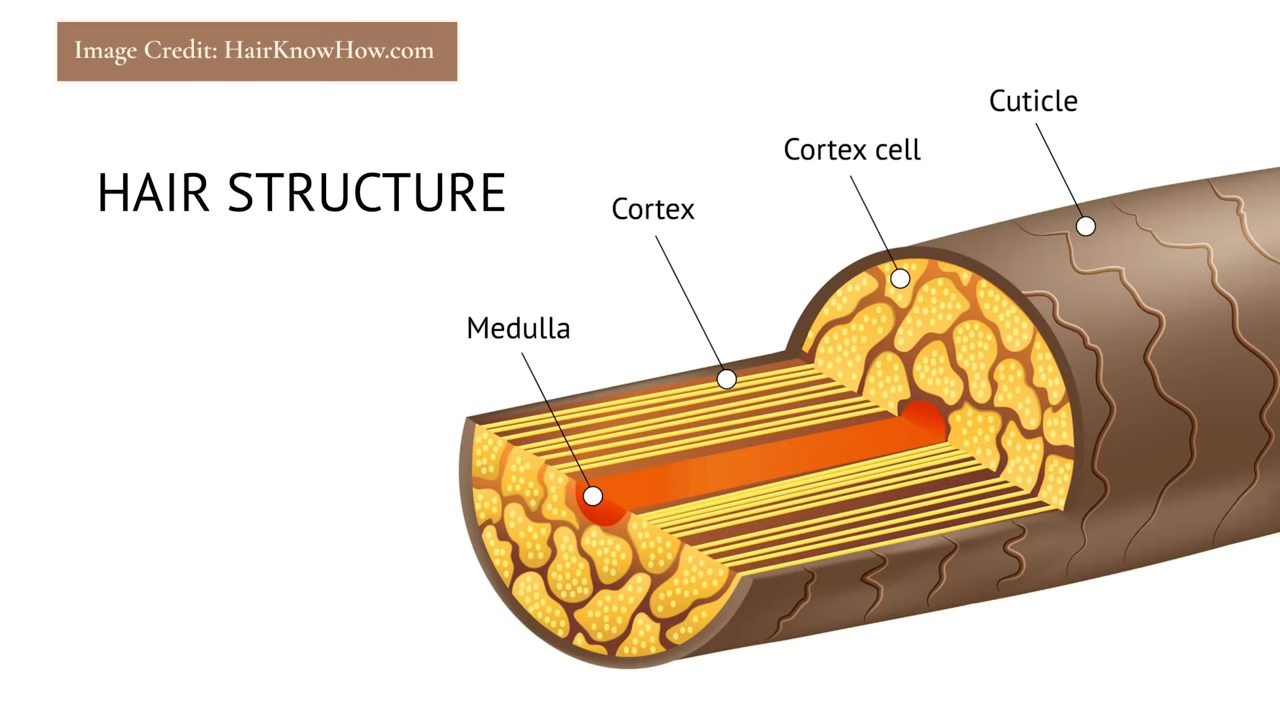 Image Credit: HairKnowHow.com
HAIR STRUCTURE
Cuticle
Cortex cell
Cortex
Medulla